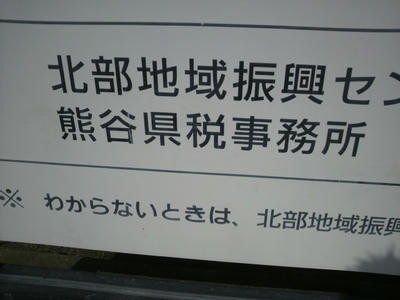 北部地域振興セン
熊谷県税事務所
※ わからないときは、北部地域振興